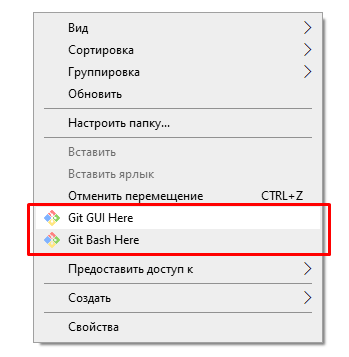 Вид
Сортировка
Группировка
Обновить
Настроить папку...
Вставить
Вставить ярлык
Отменить перемещение CTRL+Z
Git GUI Here
Git Bash Here
Предоставить доступ к
Создать
Свойства